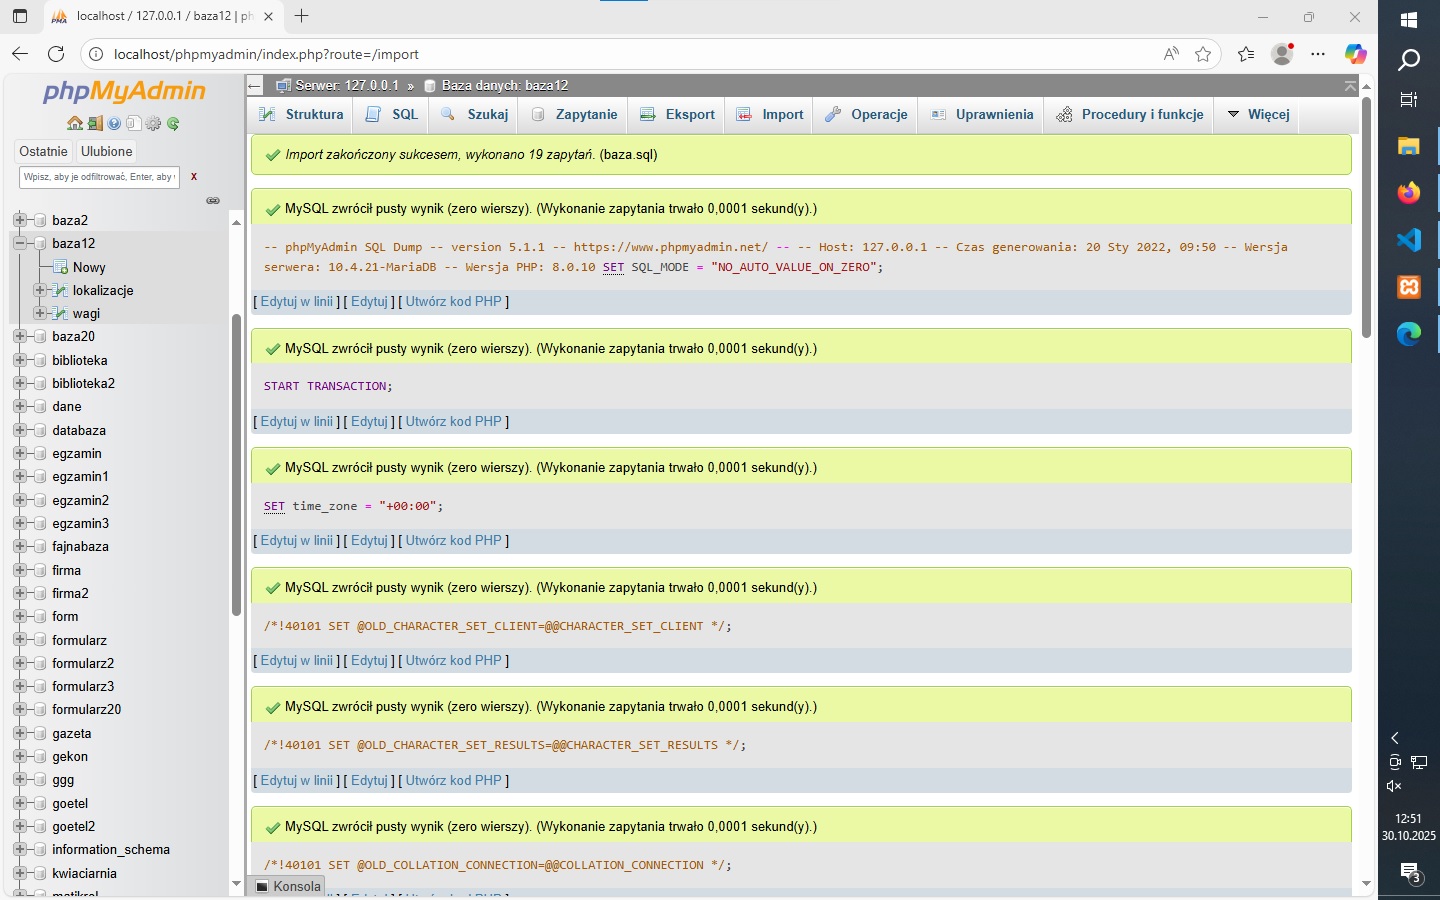 localhost / 127.0.0.1 / baza12 | ph
localhost/phpmyadmin/index.php?route=/import
phpMyAdmin
Ostatnie
Ulubione
Wpisz, aby je odfiltrować, Enter, aby
X
baza2
baza12
Nowy
lokalizacje
wagi
baza20
biblioteka
biblioteka2
dane
databaza
egzamin
egzamin1
egzamin2
egzamin3
fajnabaza
firma
firma2
form
formularz
formularz2
formularz3
formularz20
gazeta
gekon
ggg
goetel
goetel2
information_schema
kwiaciarnia
Serwer: 127.0.0.1 » Baza danych: baza12
Struktura SQL Szukaj Zapytanie Eksport Import Operacje Uprawnienia Procedury i funkcje Więcej
Import zakończony sukcesem, wykonano 19 zapytań. (baza.sql)
MySQL zwrócił pusty wynik (zero wierszy). (Wykonanie zapytania trwało 0,0001 sekund(y).)
-- phpMyAdmin SQL Dump -- version 5.1.1 -- https://www.phpmyadmin.net/ -- -- Host: 127.0.0.1 -- Czas generowania: 20 Sty 2022, 09:50 -- Wersja
serwera: 10.4.21-MariaDB -- Wersja PHP: 8.0.10 SET SQL_MODE = "NO_AUTO_VALUE_ON_ZERO";
[ Edytuj w linii ] [ Edytuj ] [ Utwórz kod PHP ]
MySQL zwrócił pusty wynik (zero wierszy). (Wykonanie zapytania trwało 0,0001 sekund(y).)
START TRANSACTION;
[ Edytuj w linii ] [ Edytuj ] [ Utwórz kod PHP ]
MySQL zwrócił pusty wynik (zero wierszy). (Wykonanie zapytania trwało 0,0001 sekund(y).)
SET time_zone = "+00:00";
[ Edytuj w linii ] [ Edytuj ] [ Utwórz kod PHP ]
MySQL zwrócił pusty wynik (zero wierszy). (Wykonanie zapytania trwało 0,0001 sekund(y).)
/*!40101 SET @OLD_CHARACTER_SET_CLIENT=@@CHARACTER_SET_CLIENT */;
[ Edytuj w linii ] [ Edytuj ] [ Utwórz kod PHP ]
MySQL zwrócił pusty wynik (zero wierszy). (Wykonanie zapytania trwało 0,0001 sekund(y).)
/*!40101 SET @OLD_CHARACTER_SET_RESULTS=@@CHARACTER_SET_RESULTS */;
[ Edytuj w linii ] [ Edytuj ] [ Utwórz kod PHP ]
MySQL zwrócił pusty wynik (zero wierszy). (Wykonanie zapytania trwało 0,0001 sekund(y).)
/*!40101 SET @OLD_COLLATION_CONNECTION=@@COLLATION_CONNECTION */;
Konsola
12:51
30.10.2025
3